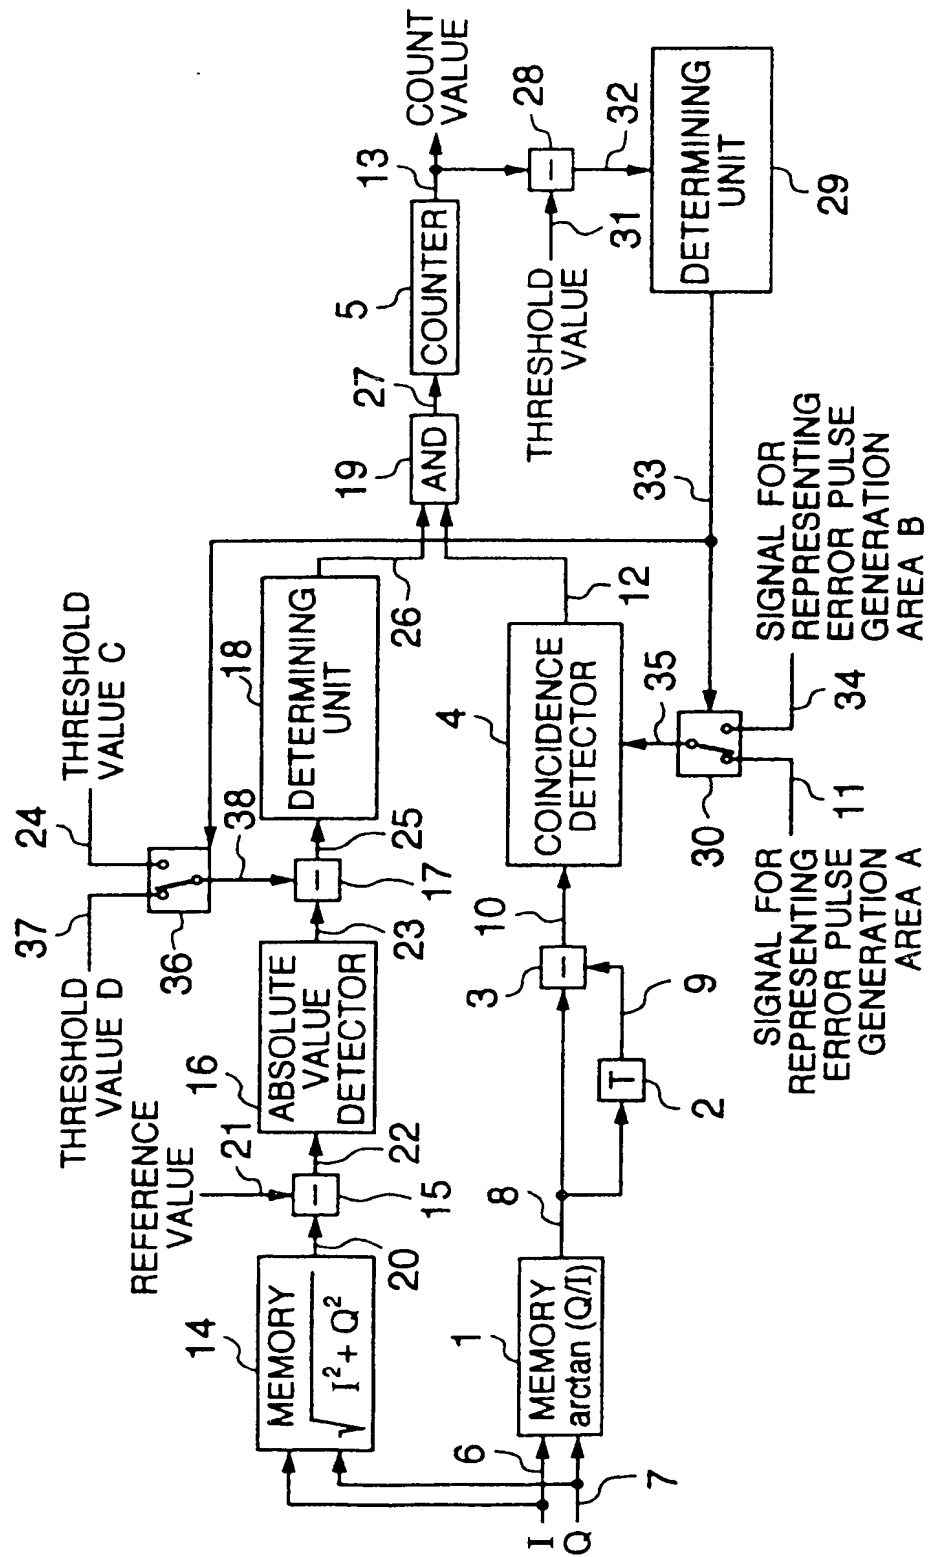 I
Q
6
7
14
MEMORY
√I² + Q²
20
REFERENCE
VALUE
21
15
22
16
ABSOLUTE
VALUE
DETECTOR
23
THRESHOLD
VALUE D
37
THRESHOLD
VALUE C
24
36
38
17
25
18
DETERMINING
UNIT
26
19
AND
27
5
COUNTER
13
COUNT
VALUE
1
MEMORY
arctan (Q/I)
8
T
2
9
3
10
4
COINCIDENCE
DETECTOR
12
35
30
SIGNAL FOR
REPRESENTING
ERROR PULSE
GENERATION
AREA A
11
SIGNAL FOR
REPRESENTING
ERROR PULSE
GENERATION
AREA B
34
33
THRESHOLD
VALUE
31
28
32
DETERMINING
UNIT
29